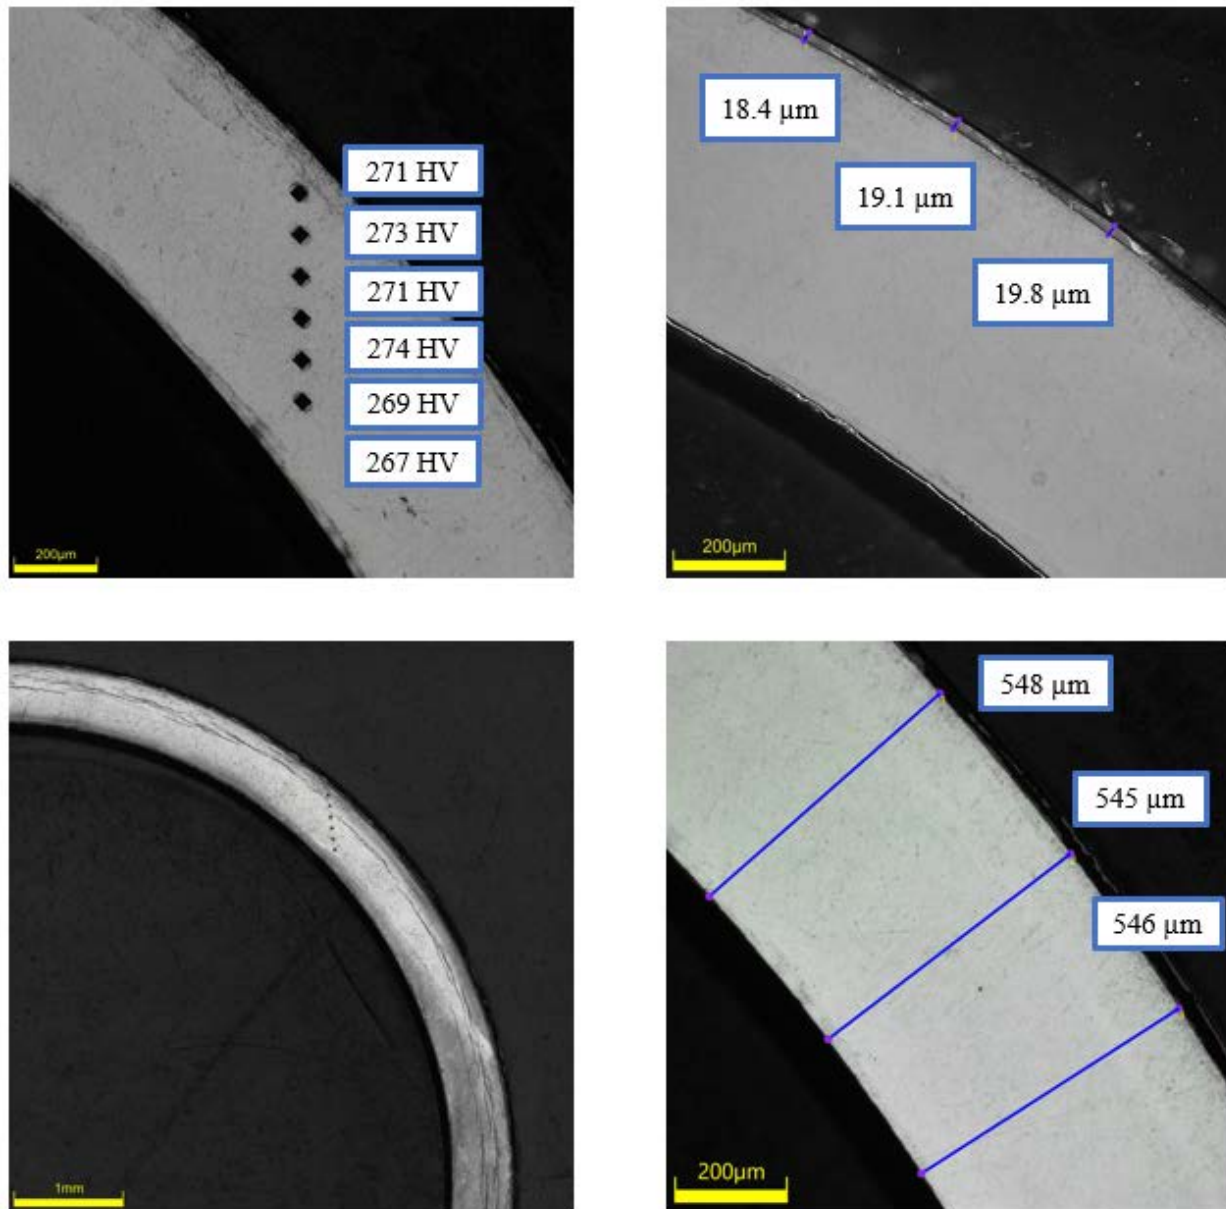 271 HV
273 HV
271 HV
274 HV
269 HV
267 HV
200µm
18.4 µm
19.1 µm
19.8 µm
200µm
1mm
548 µm
545 µm
546 µm
200µm